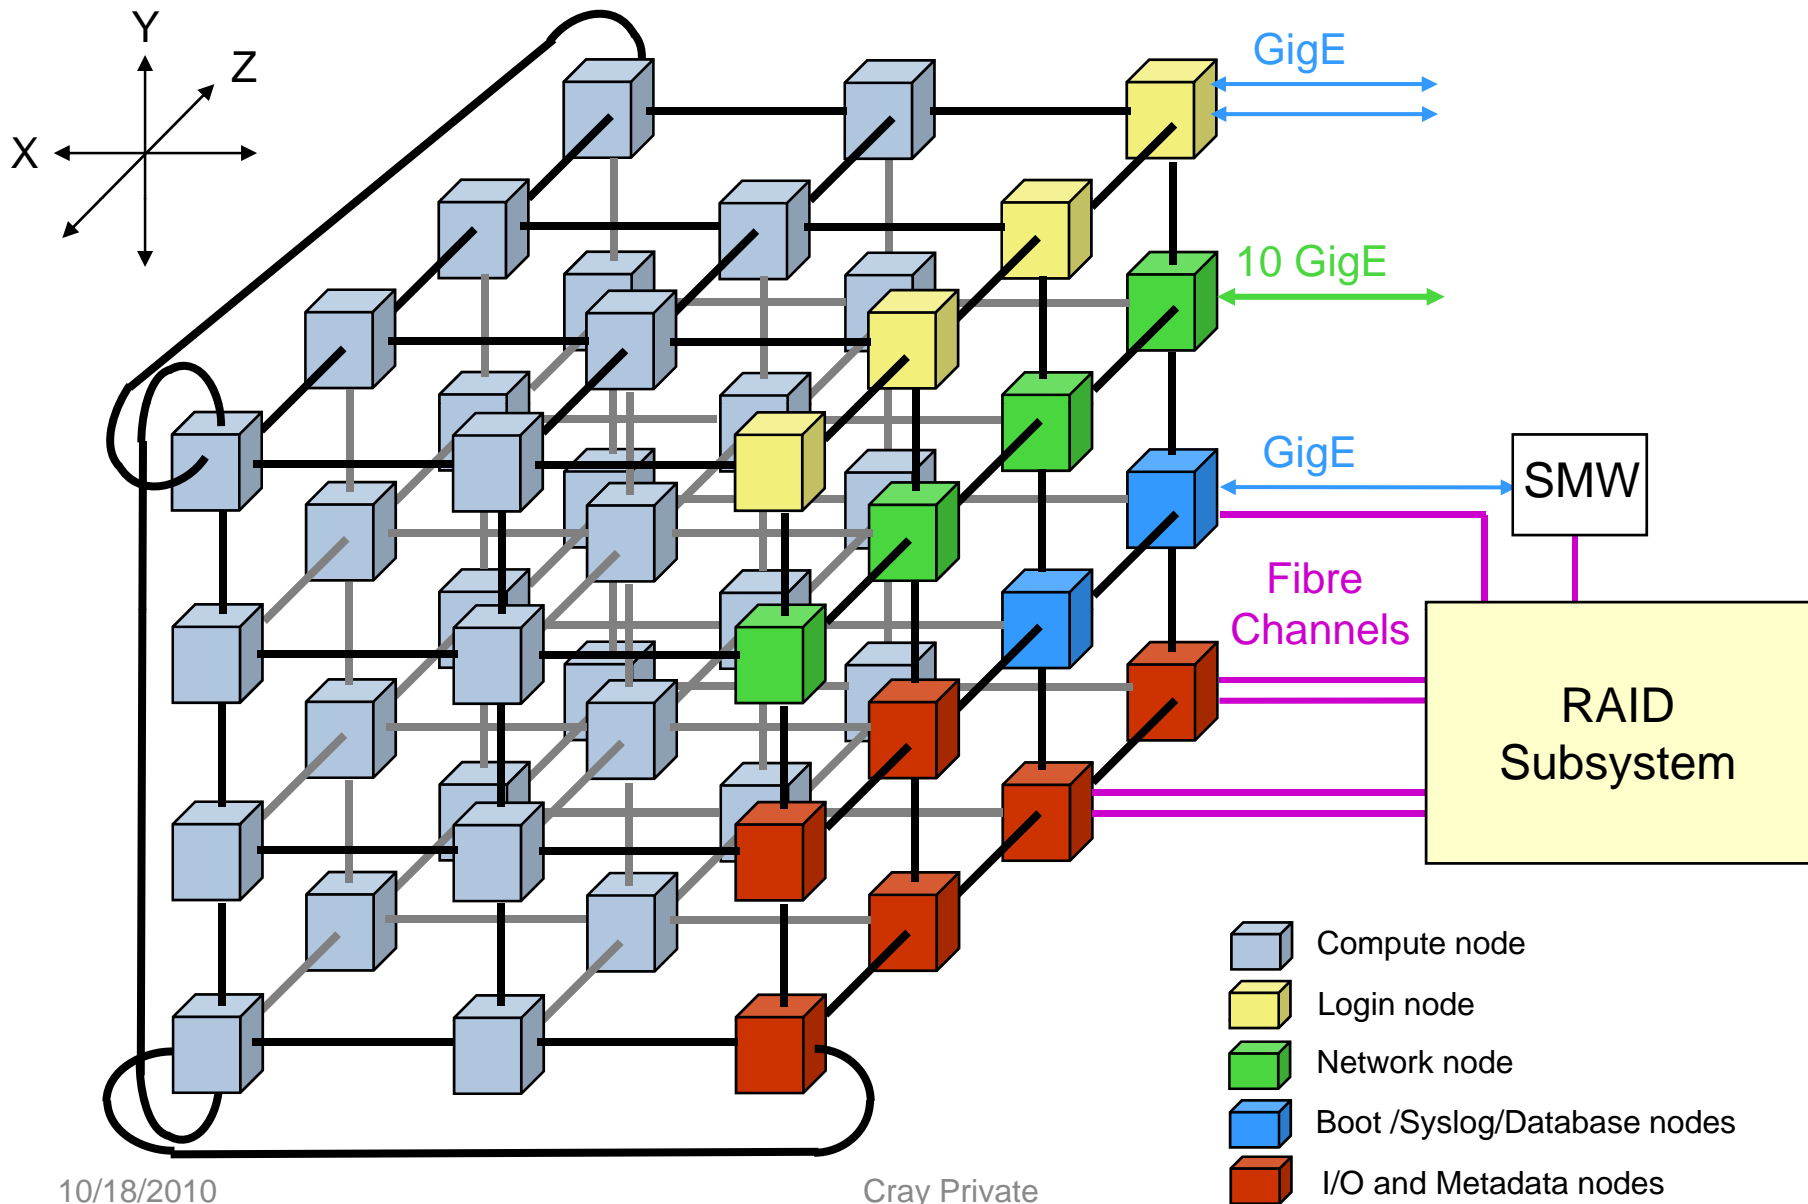 Y
Z
X
GigE
10 GigE
GigE
SMW
Fibre
Channels
RAID
Subsystem
Compute node
Login node
Network node
Boot /Syslog/Database nodes
I/O and Metadata nodes
10/18/2010
Cray Private